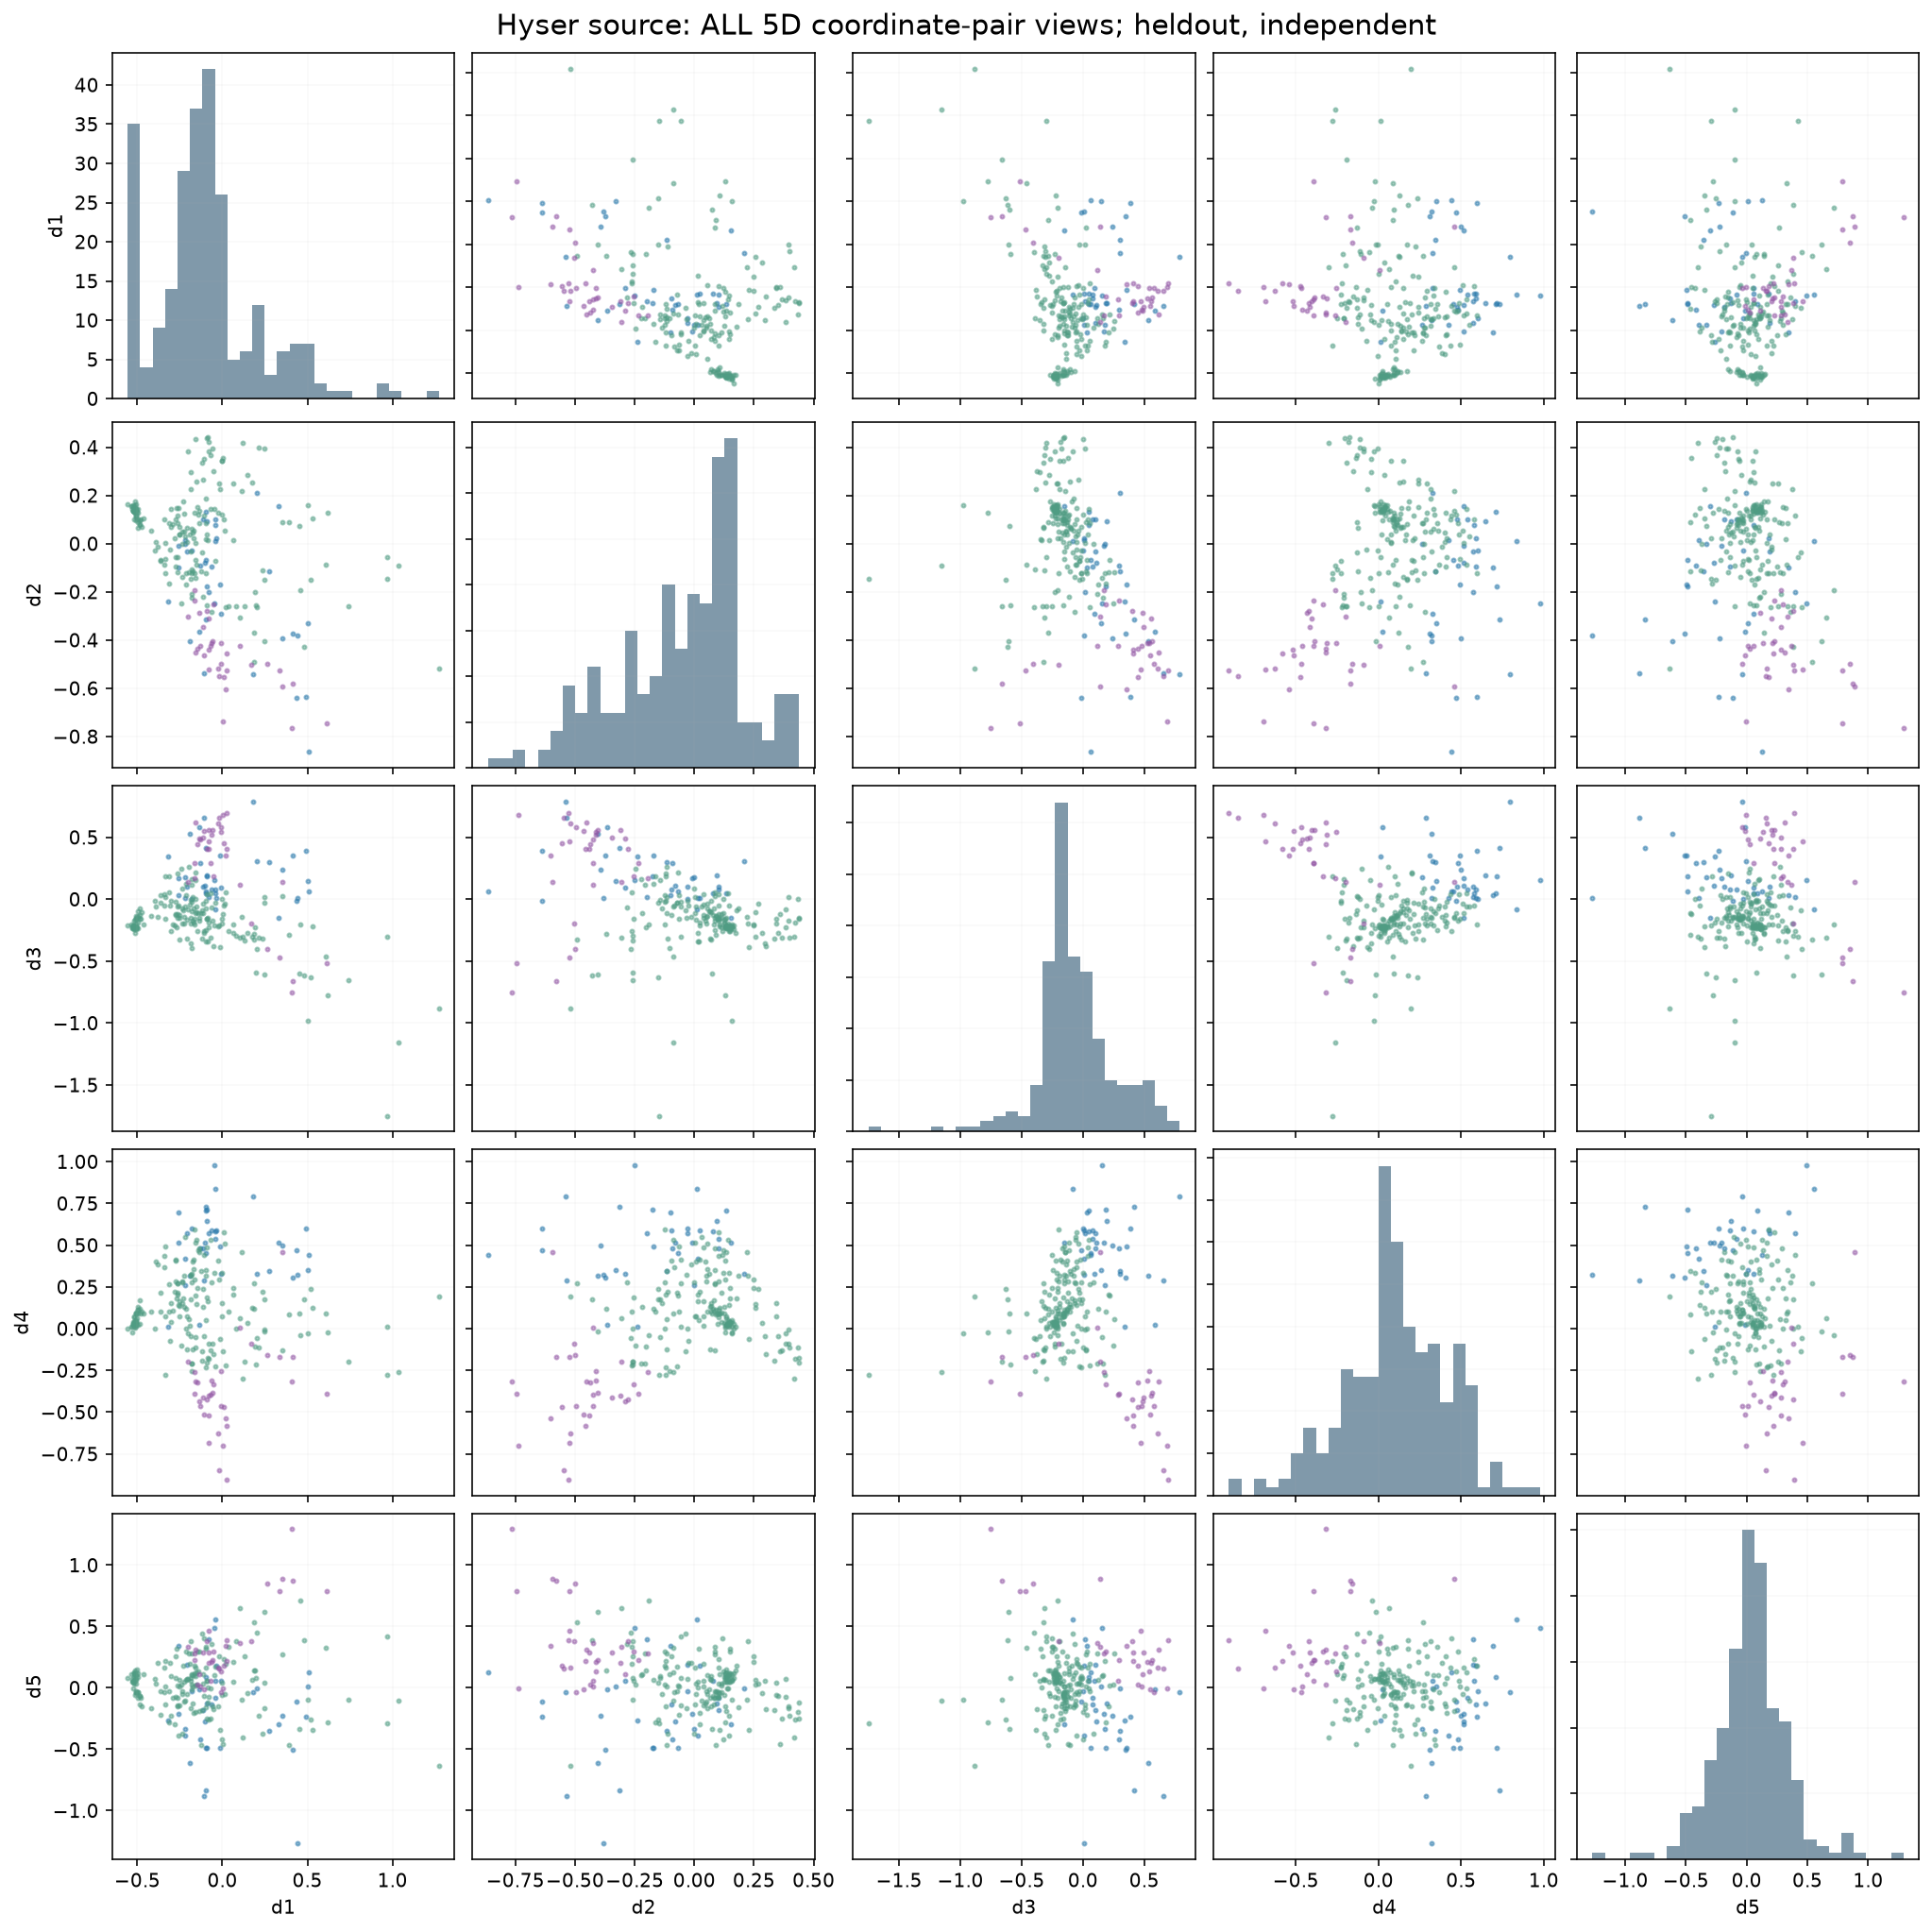 Hyser source: ALL 5D coordinate-pair views; heldout, independent
d1
40
35
30
25
20
15
10
5
0
d2
0.4
0.2
0.0
−0.2
−0.4
−0.6
−0.8
d3
0.5
0.0
−0.5
−1.0
−1.5
d4
1.00
0.75
0.50
0.25
0.00
−0.25
−0.50
−0.75
d5
1.0
0.5
0.0
−0.5
−1.0
−0.5 0.0 0.5 1.0
−0.75 −0.50 −0.25 0.00 0.25 0.50
−1.5 −1.0 −0.5 0.0 0.5
−0.5 0.0 0.5 1.0
−1.0 −0.5 0.0 0.5 1.0
d1 d2 d3 d4 d5